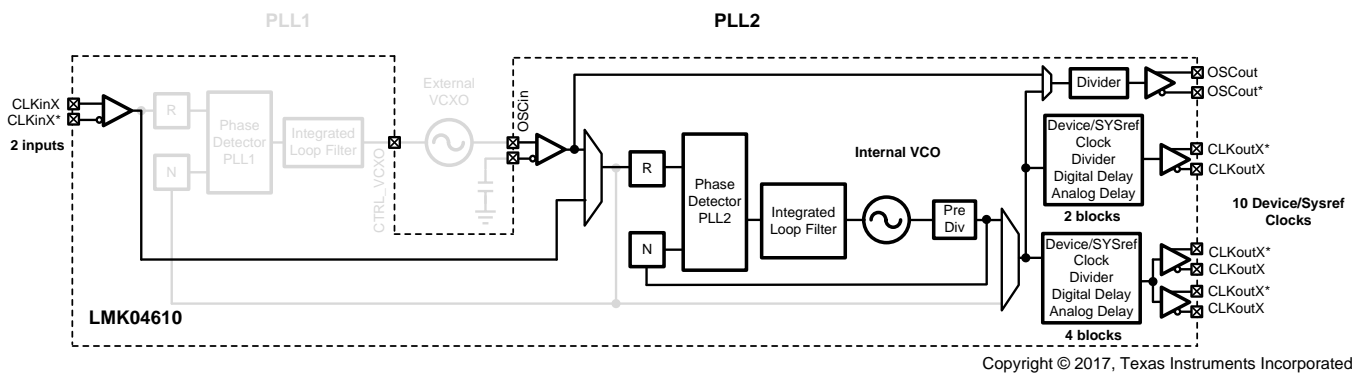 PLL1
PLL2
CLKinX
CLKinX*
2 inputs
R
N
Phase
Detector
PLL1
Integrated
Loop Filter
CTRL_VCXO
External
VCXO
OSCin
R
N
Phase
Detector
PLL2
Integrated
Loop Filter
Internal VCO
Pre
Div
Divider
OSCout
OSCout*
Device/SYSref
Clock
Divider
Digital Delay
Analog Delay
2 blocks
CLKoutX*
CLKoutX
10 Device/Sysref
Clocks
Device/SYSref
Clock
Divider
Digital Delay
Analog Delay
4 blocks
CLKoutX*
CLKoutX
CLKoutX*
CLKoutX
LMK04610
Copyright © 2017, Texas Instruments Incorporated